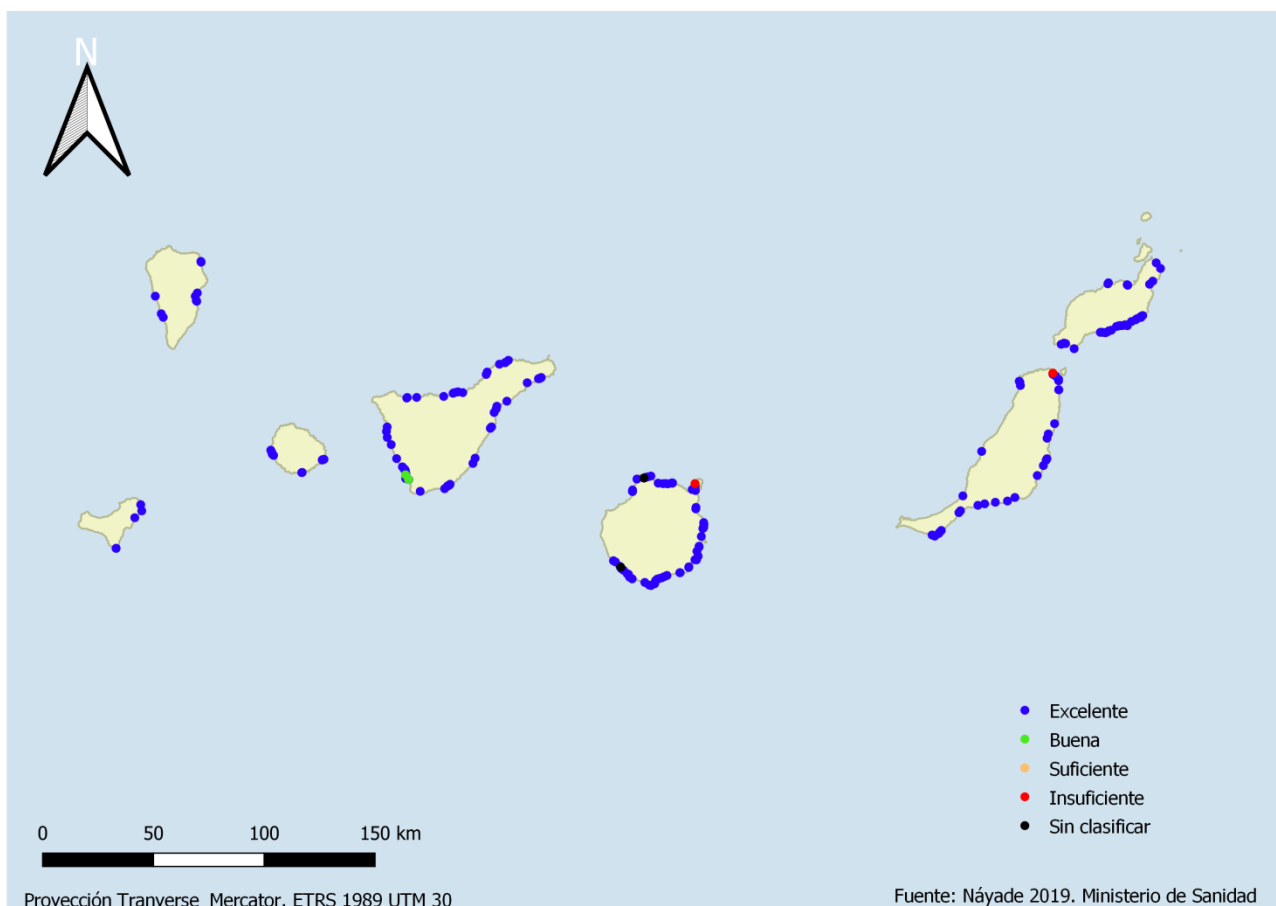 N
Excelente
Buena
Suficiente
Insuficiente
Sin clasificar
0 50 100 150 km
Proyección Tranverse Mercator. ETRS 1989 UTM 30
Fuente: Náyade 2019. Ministerio de Sanidad